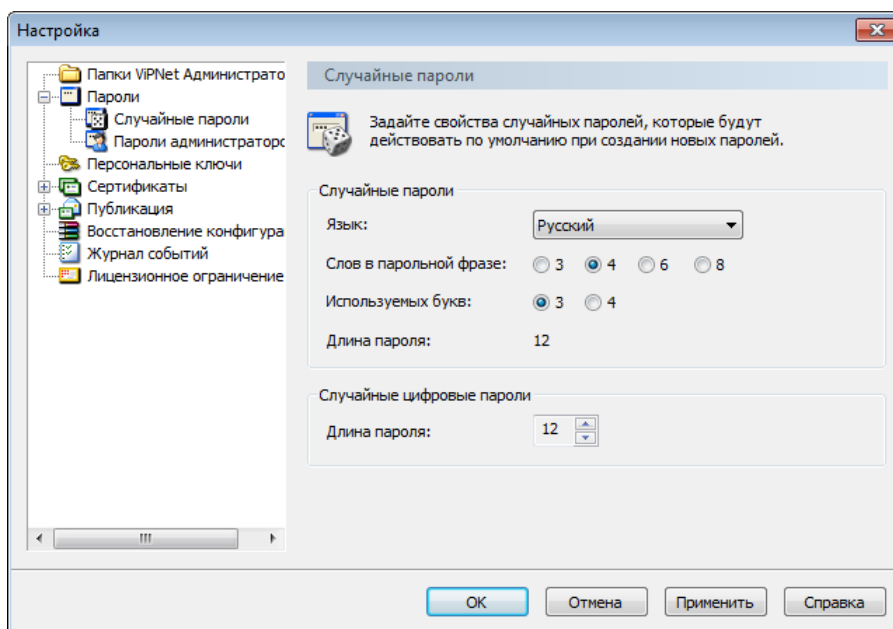 Настройка
Папки ViPNet Администрато
Пароли
Случайные пароли
Пароли администраторо
Персональные ключи
Сертификаты
Публикация
Восстановление конфигура
Журнал событий
Лицензионное ограничение
Случайные пароли
Задайте свойства случайных паролей, которые будут
действовать по умолчанию при создании новых паролей.
Случайные пароли
Язык: Русский
Слов в парольной фразе: 3 4 6 8
Используемых букв: 3 4
Длина пароля: 12
Случайные цифровые пароли
Длина пароля: 12
OK Отмена Применить Справка